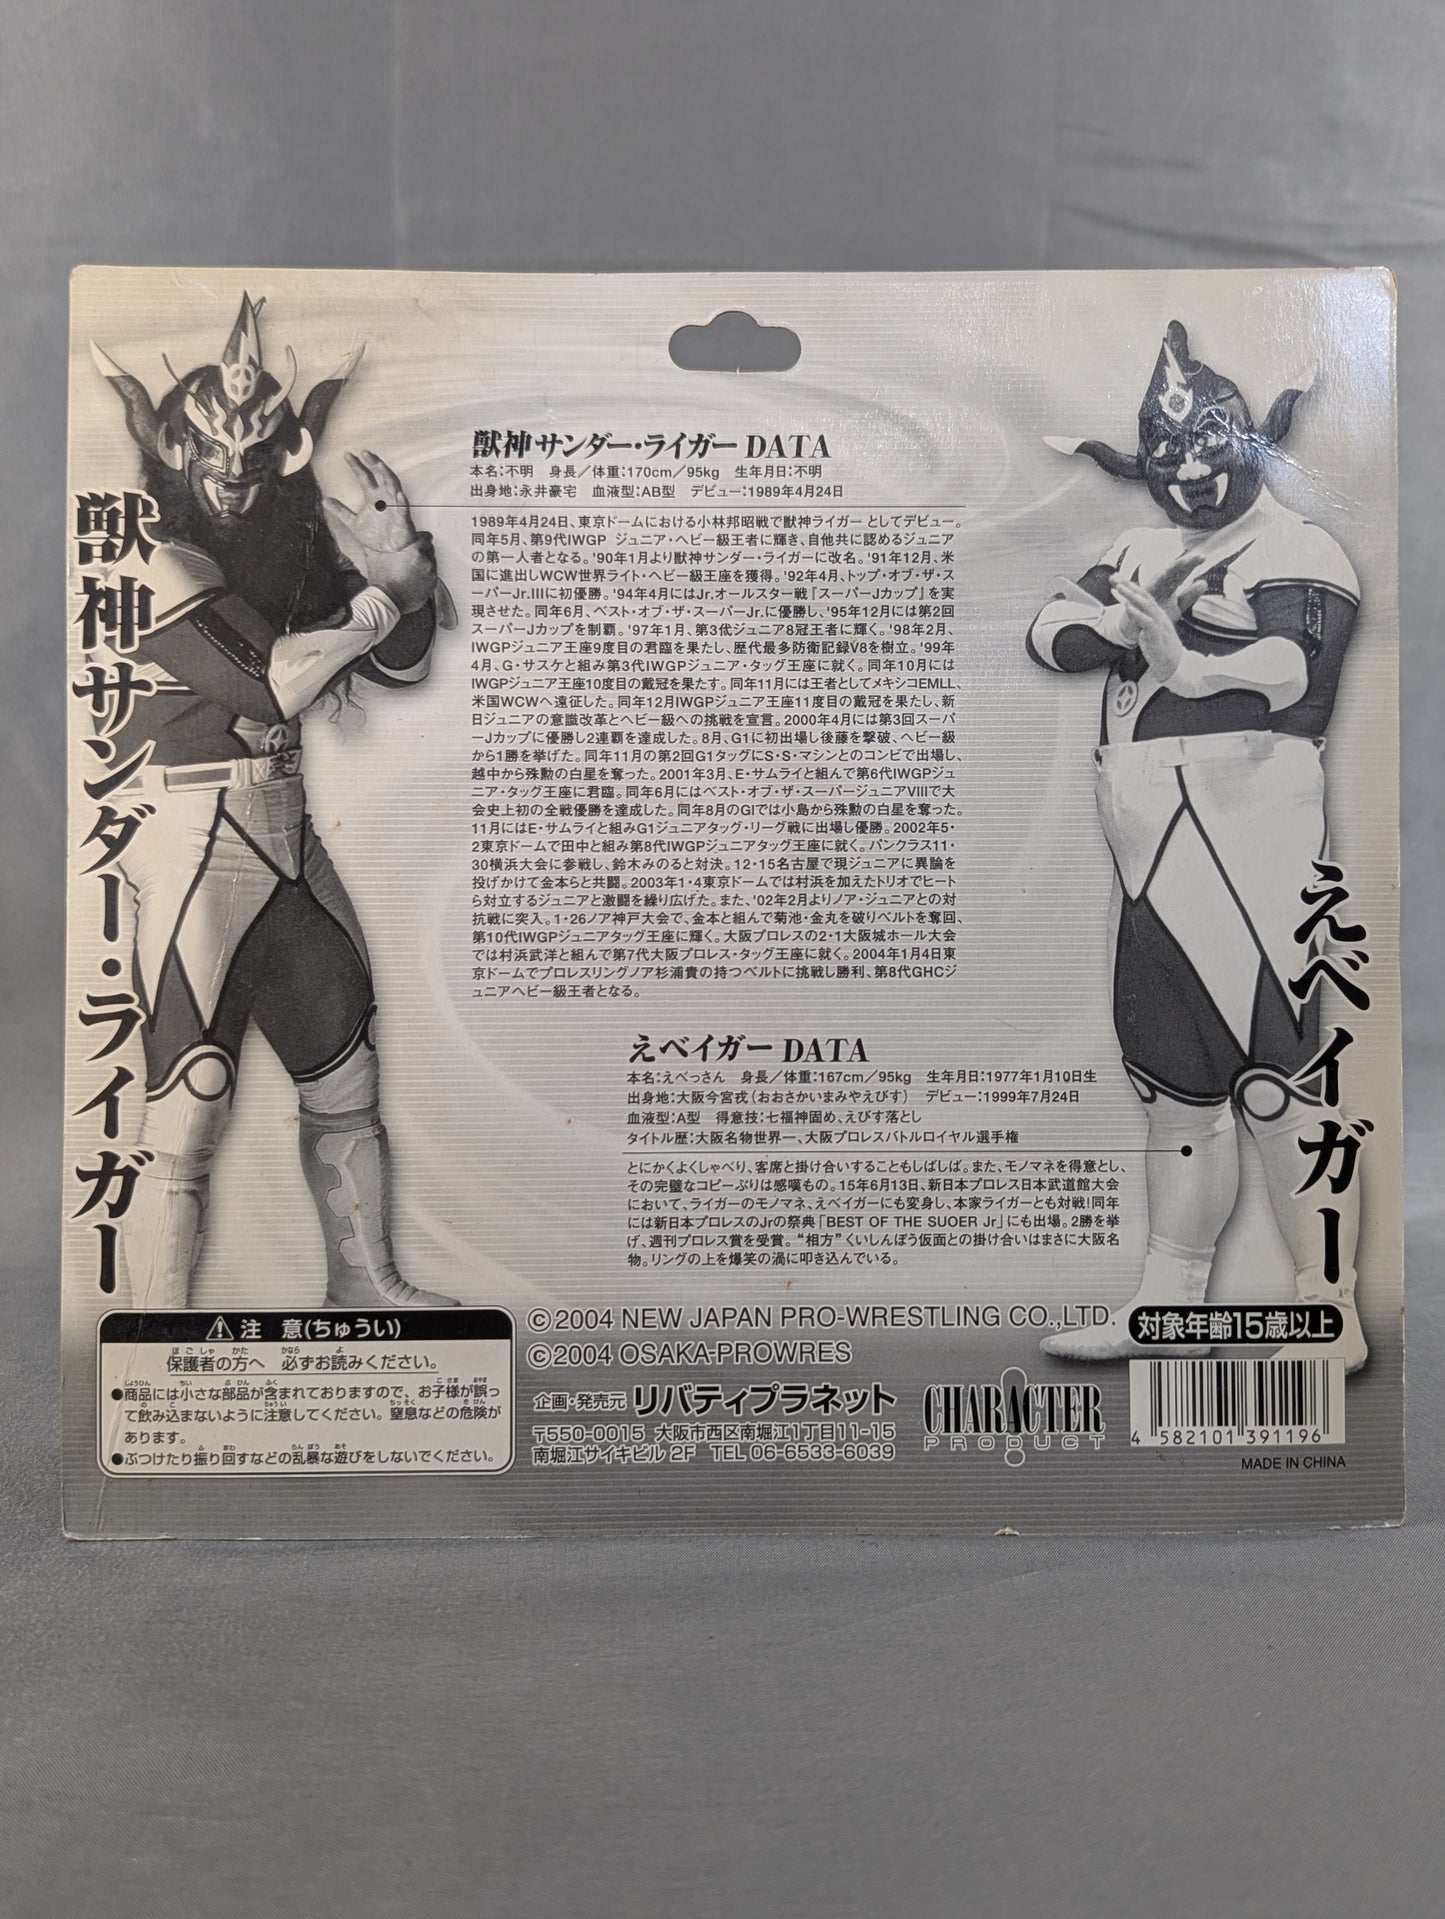 獣神サンダー・ライガー
獣神サンダー・ライガー DATA
本名:不明 身長/体重:170cm/95kg 生年月日:不明
出身地:永井豪宅 血液型:AB型 デビュー:1989年4月24日
1989年4月24日、東京ドームにおける小林邦昭戦で獣神ライガー としてデビュー。
同年5月、第9代IWGP ジュニア・ヘビー級王者に輝き、自他共に認めるジュニア
の第一人者となる。'90年1月より獣神サンダー・ライガーに改名。'91年12月、米
国に進出しWCW世界ライト・ヘビー級王座を獲得。'92年4月、トップ・オブ・ザ・ス
ーパーJr.IIIに初優勝。'94年4月にはJr.オールスター戦『スーパーJカップ』を実
現させた。同年6月、ベスト・オブ・ザ・スーパーJr.に優勝し、'95年12月には第2回
スーパーJカップを制覇。'97年1月、第3代ジュニア8冠王者に輝く。'98年2月、
IWGPジュニア王座9度目の君臨を果たし、歴代最多防衛記録V8を樹立。'99年
4月、G・サスケと組み第3代IWGPジュニア・タッグ王座に就く。同年10月には
IWGPジュニア王座10度目の戴冠を果たす。同年11月には王者としてメキシコEMLL、
米国WCWへ遠征した。同年12月IWGPジュニア王座11度目の戴冠を果たし、新
日ジュニアの意識改革とヘビー級への挑戦を宣言。2000年4月には第3回スーパ
ーJカップに優勝し2連覇を達成した。8月、G1に初出場し後藤を撃破、ヘビー級
から1勝を挙げた。同年11月の第2回G1タッグにS・S・マシンとのコンビで出場し、
越中から殊勲の白星を奪った。2001年3月、E・サムライと組んで第6代IWGPジュ
ニア・タッグ王座に君臨。同年6月にはベスト・オブ・ザ・スーパージュニアVIIIで大
会史上初の全戦優勝を達成した。同年8月のGIでは小島から殊勲の白星を奪った。
11月にはE・サムライと組みG1ジュニアタッグ・リーグ戦に出場し優勝。2002年5・
2東京ドームで田中と組み第8代IWGPジュニアタッグ王座に就く。パンクラス11・
30横浜大会に参戦し、鈴木みのると対決。12・15名古屋で現ジュニアに異論を
投げかけて金本らと共闘。2003年1・4東京ドームでは村浜を加えたトリオでヒート
ら対立するジュニアと激闘を繰り広げた。また、'02年2月よりノア・ジュニアとの対
抗戦に突入。1・26ノア神戸大会で、金本と組んで菊池・金丸を破りベルトを奪回、
第10代IWGPジュニアタッグ王座に輝く。大阪プロレスの2・1大阪城ホール大会
では村浜武洋と組んで第7代大阪プロレス・タッグ王座に就く。2004年1月4日東
京ドームでプロレスリングノア杉浦貴の持つベルトに挑戦し勝利、第8代GHCジ
ュニアヘビー級王者となる。
えべイガー
えべイガー DATA
本名:えべっさん 身長/体重:167cm/95kg 生年月日:1977年1月10日生
出身地:大阪今宮戎(おおさかいまみやえびす) デビュー:1999年7月24日
血液型:A型 得意技:七福神固め、えびす落とし
タイトル歴:大阪名物世界一、大阪プロレスバトルロイヤル選手権
とにかくよくしゃべり、客席と掛け合いすることもしばしば。また、モノマネを得意とし、
その完璧なコピーぶりは感嘆もの。15年6月13日、新日本プロレス日本武道館大会
において、ライガーのモノマネ、えべイガーにも変身し、本家ライガーとも対戦!同年
には新日本プロレスのJrの祭典「BEST OF THE SUOER Jr」にも出場。2勝を挙
げ、週刊プロレス賞を受賞。“相方”くいしんぼう仮面との掛け合いはまさに大阪名
物。リングの上を爆笑の渦に叩き込んでいる。
⚠注 意(ちゅうい)
保護者の方へ 必ずお読みください。
●商品には小さな部品が含まれておりますので、お子様が誤っ
て飲み込まないように注意してください。窒息などの危険が
あります。
●ぶつけたり振り回すなどの乱暴な遊びをしないでください。
©2004 NEW JAPAN PRO-WRESTLING CO.,LTD.
©2004 OSAKA-PROWRES
企画・発売元 リバティプラネット
〒550-0015 大阪市西区南堀江1丁目11-15
南堀江サイキビル 2F TEL 06-6533-6039
CHARACTER
PRODUCT
対象年齢15歳以上
4 582101 391196
MADE IN CHINA